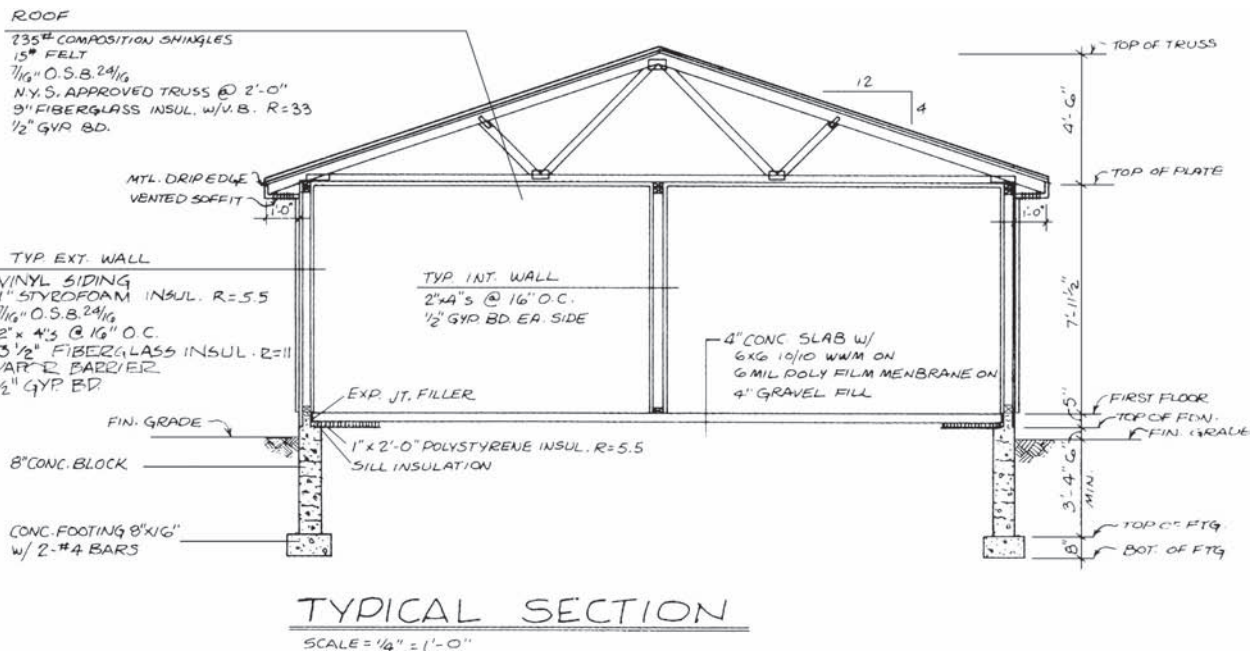 ROOF
235# COMPOSITION SHINGLES
15# FELT
7/16" O.S.B. 24/16
N.Y.S. APPROVED TRUSS @ 2'-0"
9" FIBERGLASS INSUL. W/V.B. R=33
1/2" GYP. BD.
12
4
TOP OF TRUSS
4'-6"
MTL. DRIP EDGE
VENTED SOFFIT
1'-0"
TOP OF PLATE
1'-0"
TYP. EXT. WALL
VINYL SIDING
1" STYROFOAM INSUL. R=5.5
7/16" O.S.B. 24/16
2" x 4"s @ 16" O.C.
3 1/2" FIBERGLASS INSUL. R=11
VAPOR BARRIER
1/2" GYP. BD.
TYP. INT. WALL
2"x4"s @ 16" O.C.
1/2" GYP. BD. EA. SIDE
7'-11 1/2"
4" CONC. SLAB W/
6x6 10/10 WWM ON
6 MIL POLY FILM MENBRANE ON
4" GRAVEL FILL
EXP. JT. FILLER
FIRST FLOOR
5"
TOP OF FDN.
FIN. GRADE
FIN. GRADE
6"
1" x 2'-0" POLYSTYRENE INSUL. R=5.5
SILL INSULATION
8" CONC. BLOCK
3'-4"
MIN.
CONC. FOOTING 8"x16"
W/ 2-#4 BARS
TOP OF FTG.
8"
BOT. OF FTG
TYPICAL SECTION
SCALE = 1/4" = 1'-0"